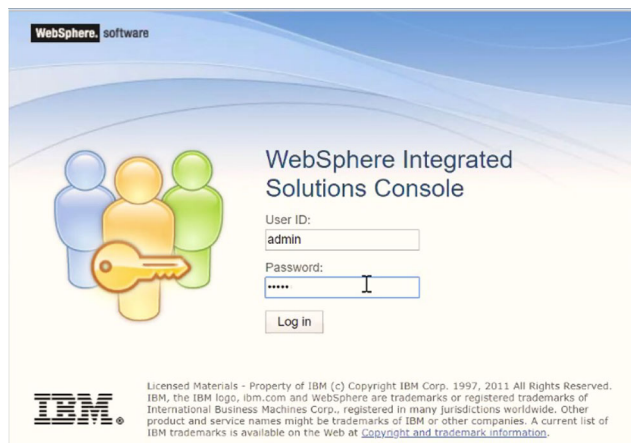 WebSphere. software
WebSphere Integrated
Solutions Console
User ID:
admin
Password:
•••••
Log in
Licensed Materials - Property of IBM (c) Copyright IBM Corp. 1997, 2011 All Rights Reserved.
IBM, the IBM logo, ibm.com and WebSphere are trademarks or registered trademarks of
International Business Machines Corp., registered in many jurisdictions worldwide. Other
product and service names might be trademarks of IBM or other companies. A current list of
IBM trademarks is available on the Web at Copyright and trademark information.
IBM®